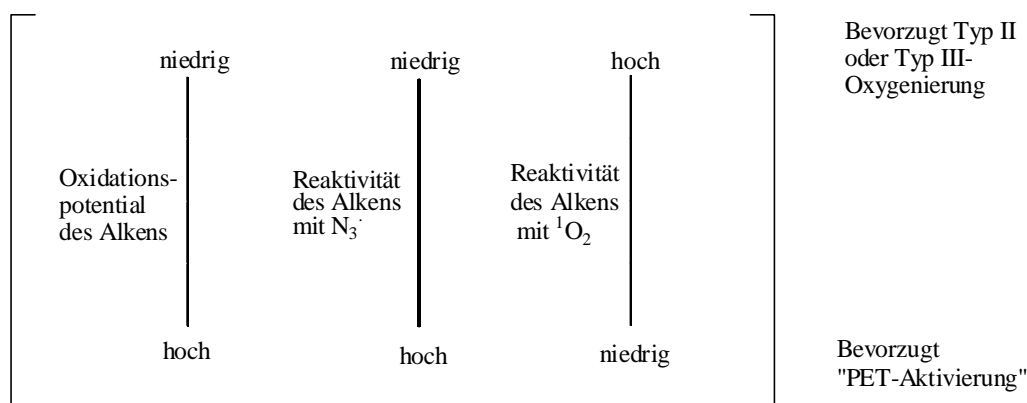 niedrig
niedrig
hoch
Bevorzugt Typ II
oder Typ III-
Oxygenierung
Oxidations-
potential
des Alkens
Reaktivität
des Alkens
mit N₃·
Reaktivität
des Alkens
mit ¹O₂
hoch
hoch
niedrig
Bevorzugt
"PET-Aktivierung"